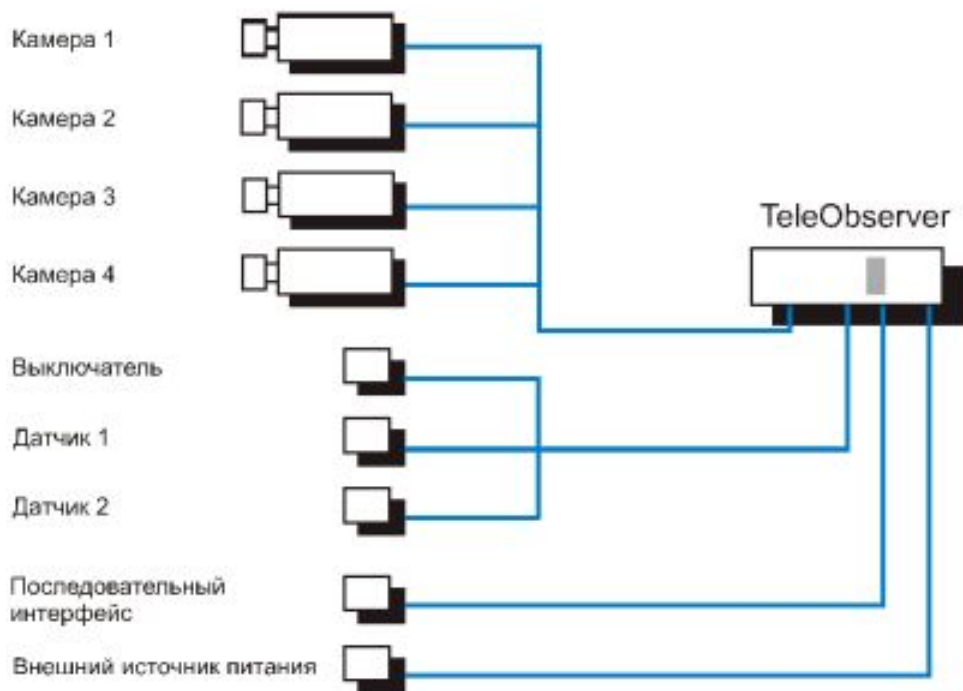 Камера 1
Камера 2
Камера 3
TeleObserver
Камера 4
Выключатель
Датчик 1
Датчик 2
Последовательный
интерфейс
Внешний источник питания